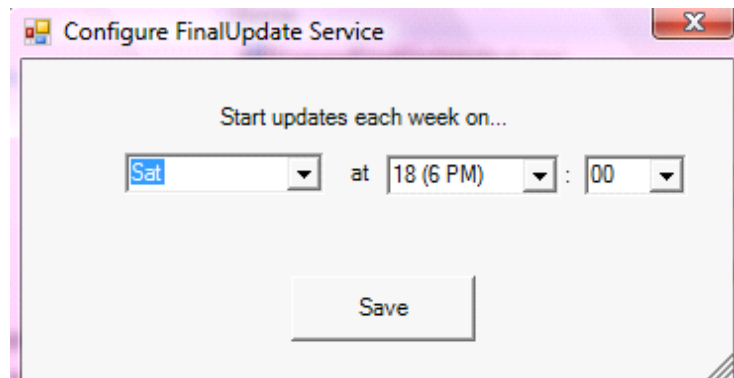 Configure FinalUpdate Service
Start updates each week on...
Sat at 18 (6 PM) : 00
Save